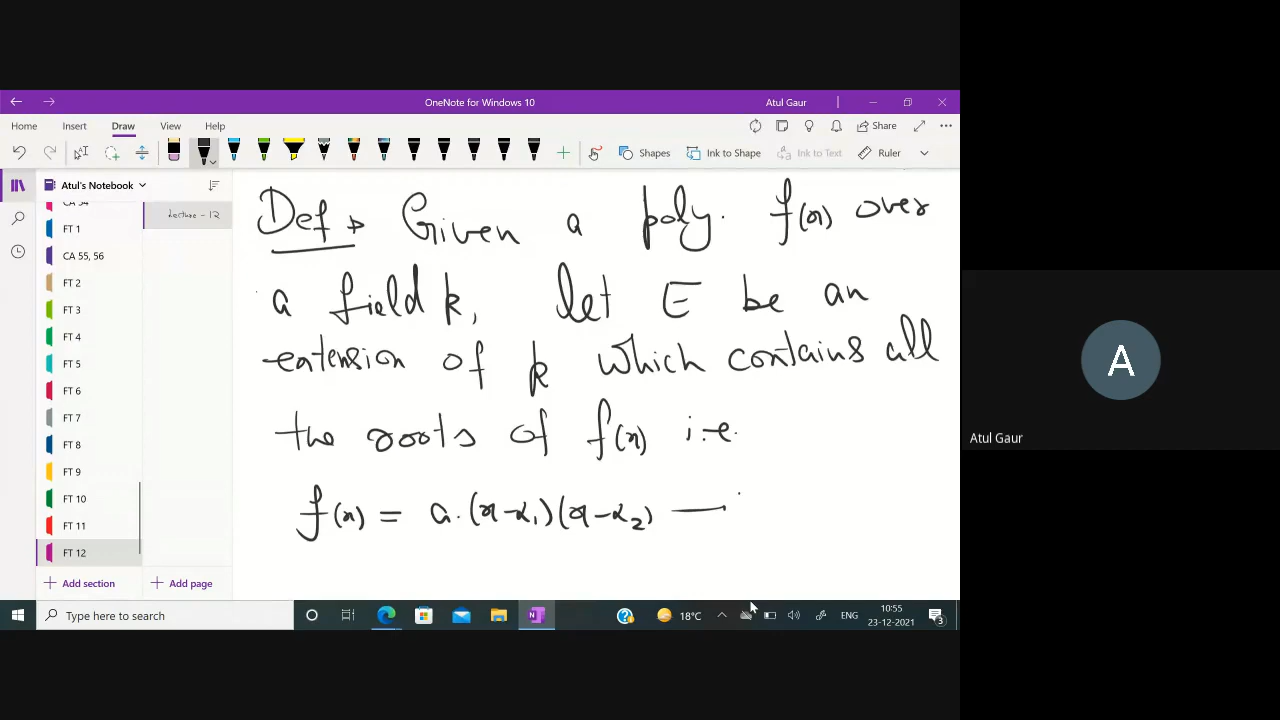 OneNote for Windows 10
Atul Gaur
Home Insert Draw View Help
Share
Shapes
Ink to Shape
Ink to Text
Ruler
Atul's Notebook
CA 54
FT 1
CA 55, 56
FT 2
FT 3
FT 4
FT 5
FT 6
FT 7
FT 8
FT 9
FT 10
FT 11
FT 12
Add section
Add page
Lecture - 12
Def → Given a poly. f(x) over
a field k, let E be an
extension of k which contains all
the roots of f(x) i.e.
f(x) = a.(x-α₁)(x-α₂) —
A
Atul Gaur
Type here to search
18°C
ENG
10:55
23-12-2021
3